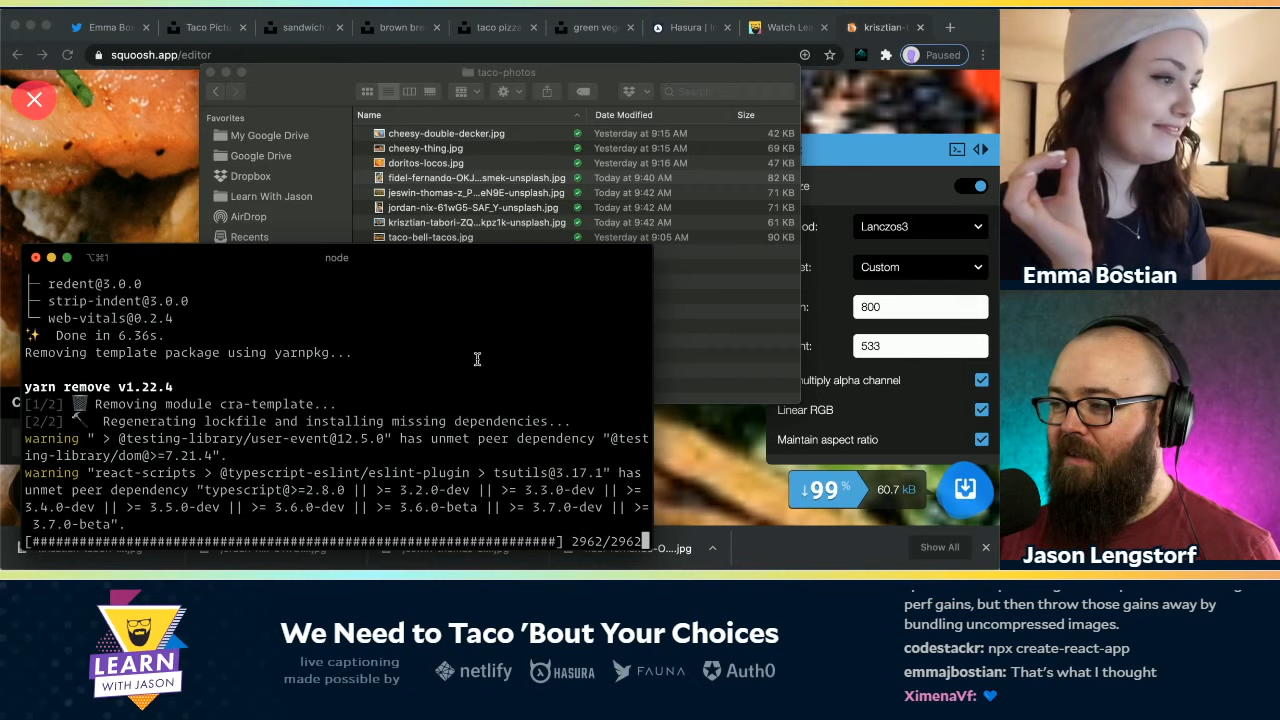 Emma Bos
Taco Pictu
sandwich
brown bre
taco pizza
green veg
Hasura | In
Watch Lea
krisztian-t
squoosh.app/editor
Paused
taco-photos
Search
Favorites
Name
Date Modified
Size
My Google Drive
cheesy-double-decker.jpg
Yesterday at 9:15 AM
42 KB
Google Drive
cheesy-thing.jpg
Yesterday at 9:15 AM
69 KB
Dropbox
doritos-locos.jpg
Yesterday at 9:16 AM
47 KB
Learn With Jason
fidel-fernando-OKJ...smek-unsplash.jpg
Today at 9:40 AM
82 KB
AirDrop
jeswin-thomas-z_P...eN9E-unsplash.jpg
Today at 9:42 AM
71 KB
Recents
jordan-nix-61wG5-SAF_Y-unsplash.jpg
Today at 9:42 AM
71 KB
krisztian-tabori-ZQ...kpz1k-unsplash.jpg
Today at 9:42 AM
61 KB
taco-bell-tacos.jpg
Yesterday at 9:05 AM
90 KB
ze
od:
Lanczos3
et:
Custom
n:
800
nt:
533
multiply alpha channel
Linear RGB
Maintain aspect ratio
↓99 %
60.7 kB
Emma Bostian
Jason Lengstorf
⌥⌘1
node
├─ redent@3.0.0
├─ strip-indent@3.0.0
└─ web-vitals@0.2.4
✨ Done in 6.36s.
Removing template package using yarnpkg...
yarn remove v1.22.4
[1/2] 🗑 Removing module cra-template...
[2/2] 🔨 Regenerating lockfile and installing missing dependencies...
warning " > @testing-library/user-event@12.5.0" has unmet peer dependency "@test
ing-library/dom@>=7.21.4".
warning "react-scripts > @typescript-eslint/eslint-plugin > tsutils@3.17.1" has
unmet peer dependency "typescript@>=2.8.0 || >= 3.2.0-dev || >= 3.3.0-dev || >=
3.4.0-dev || >= 3.5.0-dev || >= 3.6.0-dev || >= 3.6.0-beta || >= 3.7.0-dev || >=
3.7.0-beta".
[##################################################################] 2962/2962
O....jpg
Show All
LEARN
WITH JASON
We Need to Taco 'Bout Your Choices
live captioning
made possible by
netlify
HASURA
FAUNA
Auth0
perf gains, but then throw those gains away by
bundling uncompressed images.
codestackr: npx create-react-app
emmajbostian: That's what I thought
XimenaVf: 💙